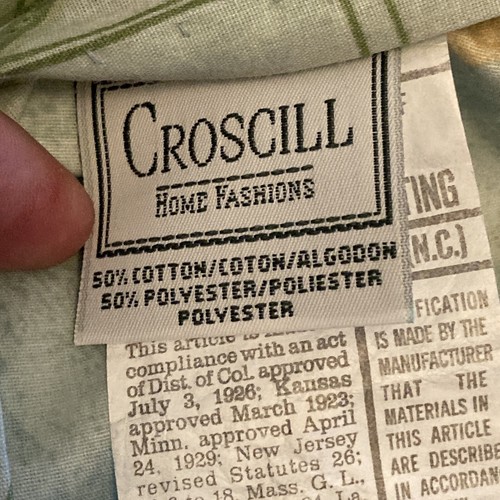 CROSCILL
HOME FASHIONS
50% COTTON/COTON/ALGODON
50% POLYESTER/POLIESTER
POLYESTER
TING
(N.C.)
This article is
compliance with an act
of Dist. of Col. approved
July 3, 1926; Kansas
approved March 1923;
Minn. approved April
24, 1929; New Jersey
revised Statutes 26;
to 18, Mass. G. L.,
FICATION
IS MADE BY THE
MANUFACTURER
THAT THE
MATERIALS IN
THIS ARTICLE
ARE DESCRIBE
IN ACCORDAN